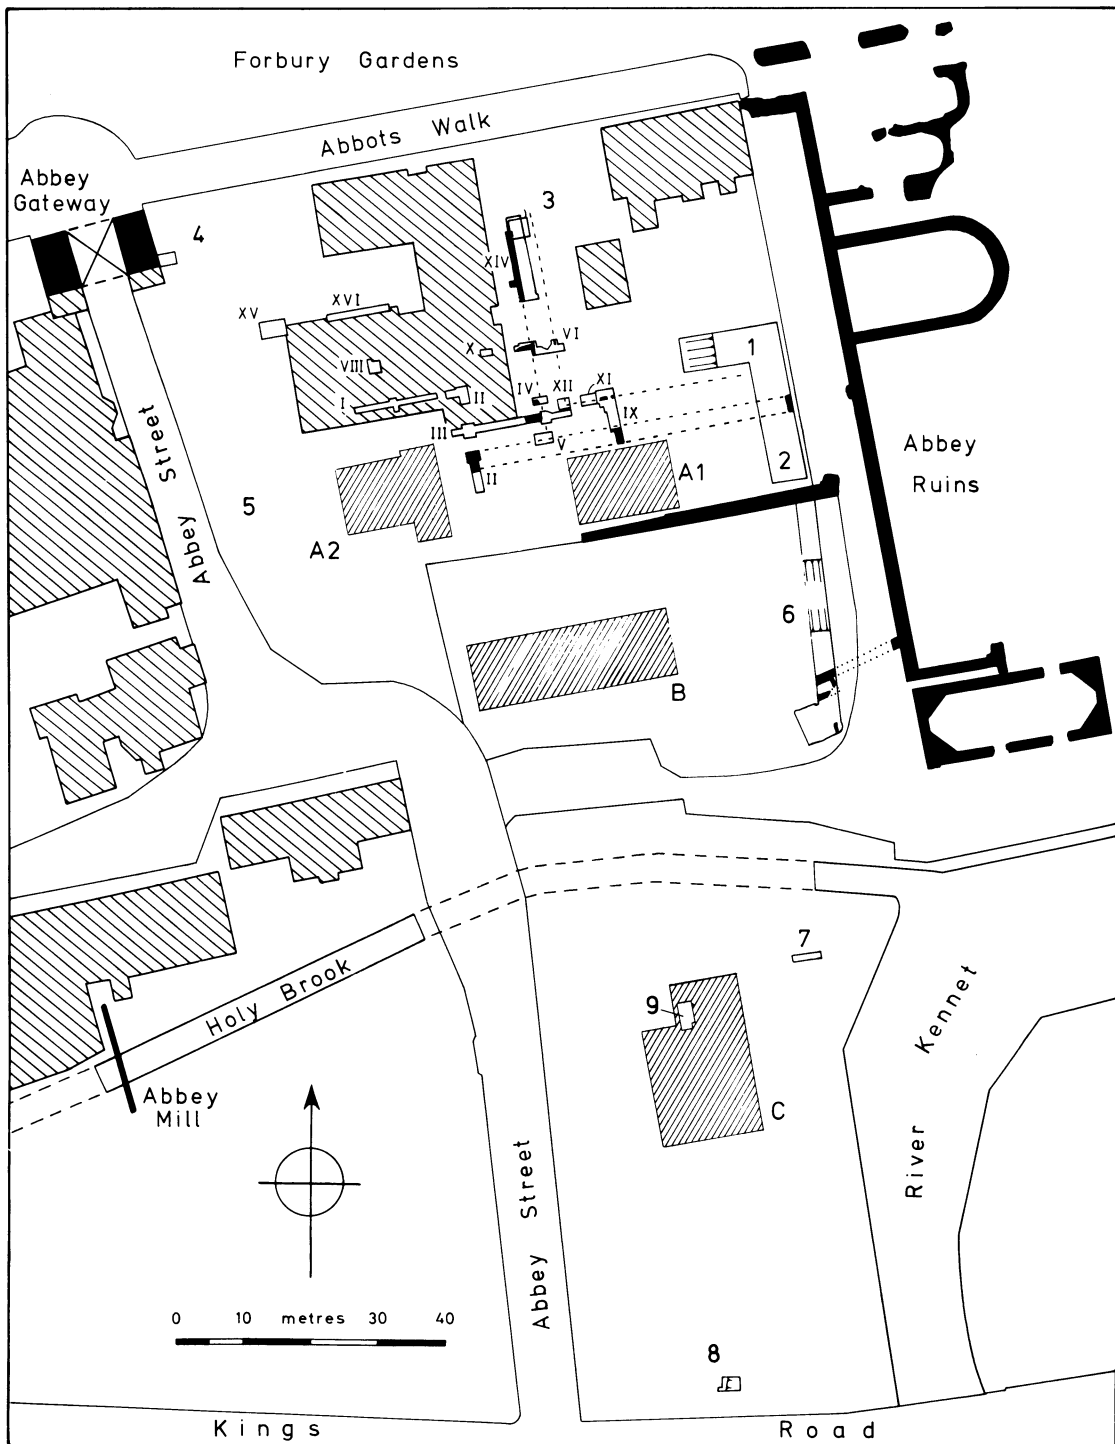 Forbury Gardens
Abbots Walk
Abbey
Gateway
3
4
XIV
XV
XVI
VI
X
1
VIII
II
IV
XII
XI
I
IX
III
V
Abbey
Ruins
2
II
A1
5
A2
Abbey Street
6
B
7
Holy Brook
9
River Kennet
Abbey
Mill
C
Abbey Street
0 10 metres 30 40
8
Kings Road